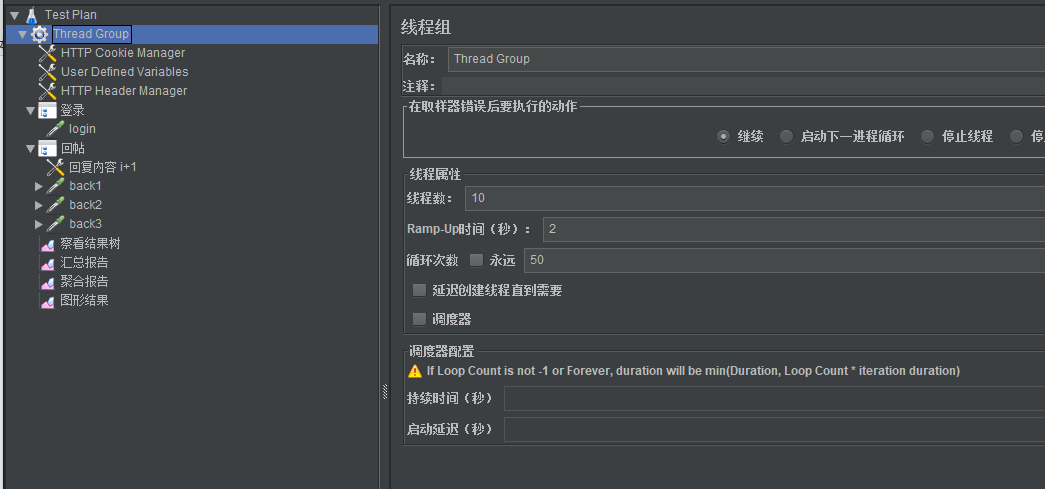 Test Plan
Thread Group
HTTP Cookie Manager
User Defined Variables
HTTP Header Manager
登录
login
回帖
回复内容 i+1
back1
back2
back3
察看结果树
汇总报告
聚合报告
图形结果
线程组
名称： Thread Group
注释：
在取样器错误后要执行的动作
继续 启动下一进程循环 停止线程
线程属性
线程数： 10
Ramp-Up时间（秒）： 2
循环次数 永远 50
延迟创建线程直到需要
调度器
调度器配置
If Loop Count is not -1 or Forever, duration will be min(Duration, Loop Count * iteration duration)
持续时间（秒）
启动延迟（秒）